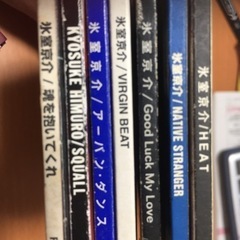 氷室京介 / 魂を抱いてくれ
KYOSUKE HIMURO/SQUALL
氷室京介 / アーバン・ダンス
氷室京介 / VIRGIN BEAT
氷室京介 / Good Luck My Love
氷室京介 / NATIVE STRANGER
氷室京介 / HEAT